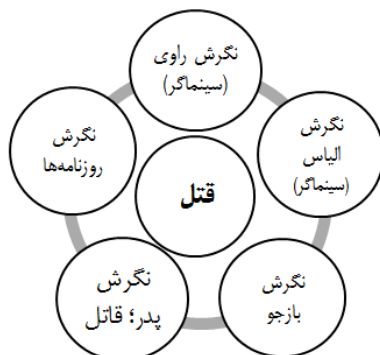 نگرش راوی
(سینماگر)
نگرش
الیاس
(سینماگر)
نگرش
روزنامه‌ها
قتل
نگرش
بازجو
نگرش
پدر؛ قاتل